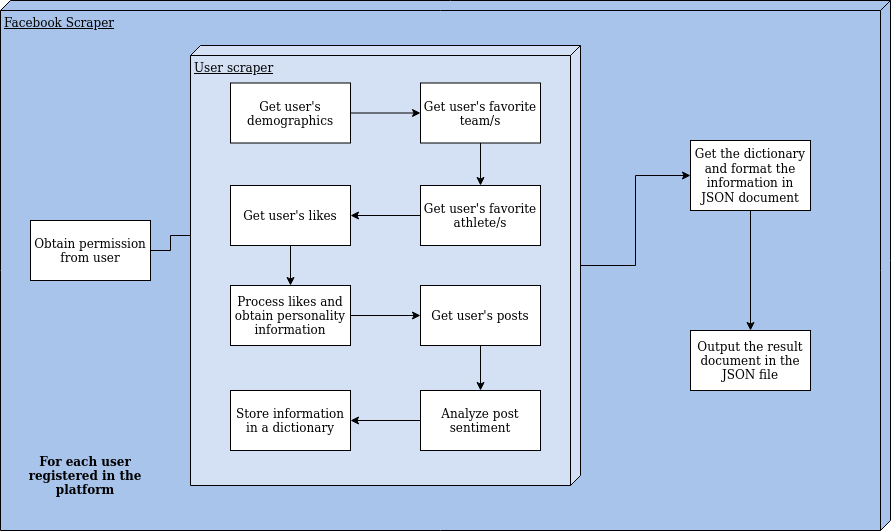 Facebook Scraper
User scraper
Get user's
demographics
Get user's favorite
team/s
Get user's likes
Get user's favorite
athlete/s
Obtain permission
from user
Process likes and
obtain personality
information
Get user's posts
Store information
in a dictionary
Analyze post
sentiment
Get the dictionary
and format the
information in
JSON document
Output the result
document in the
JSON file
For each user
registered in the
platform